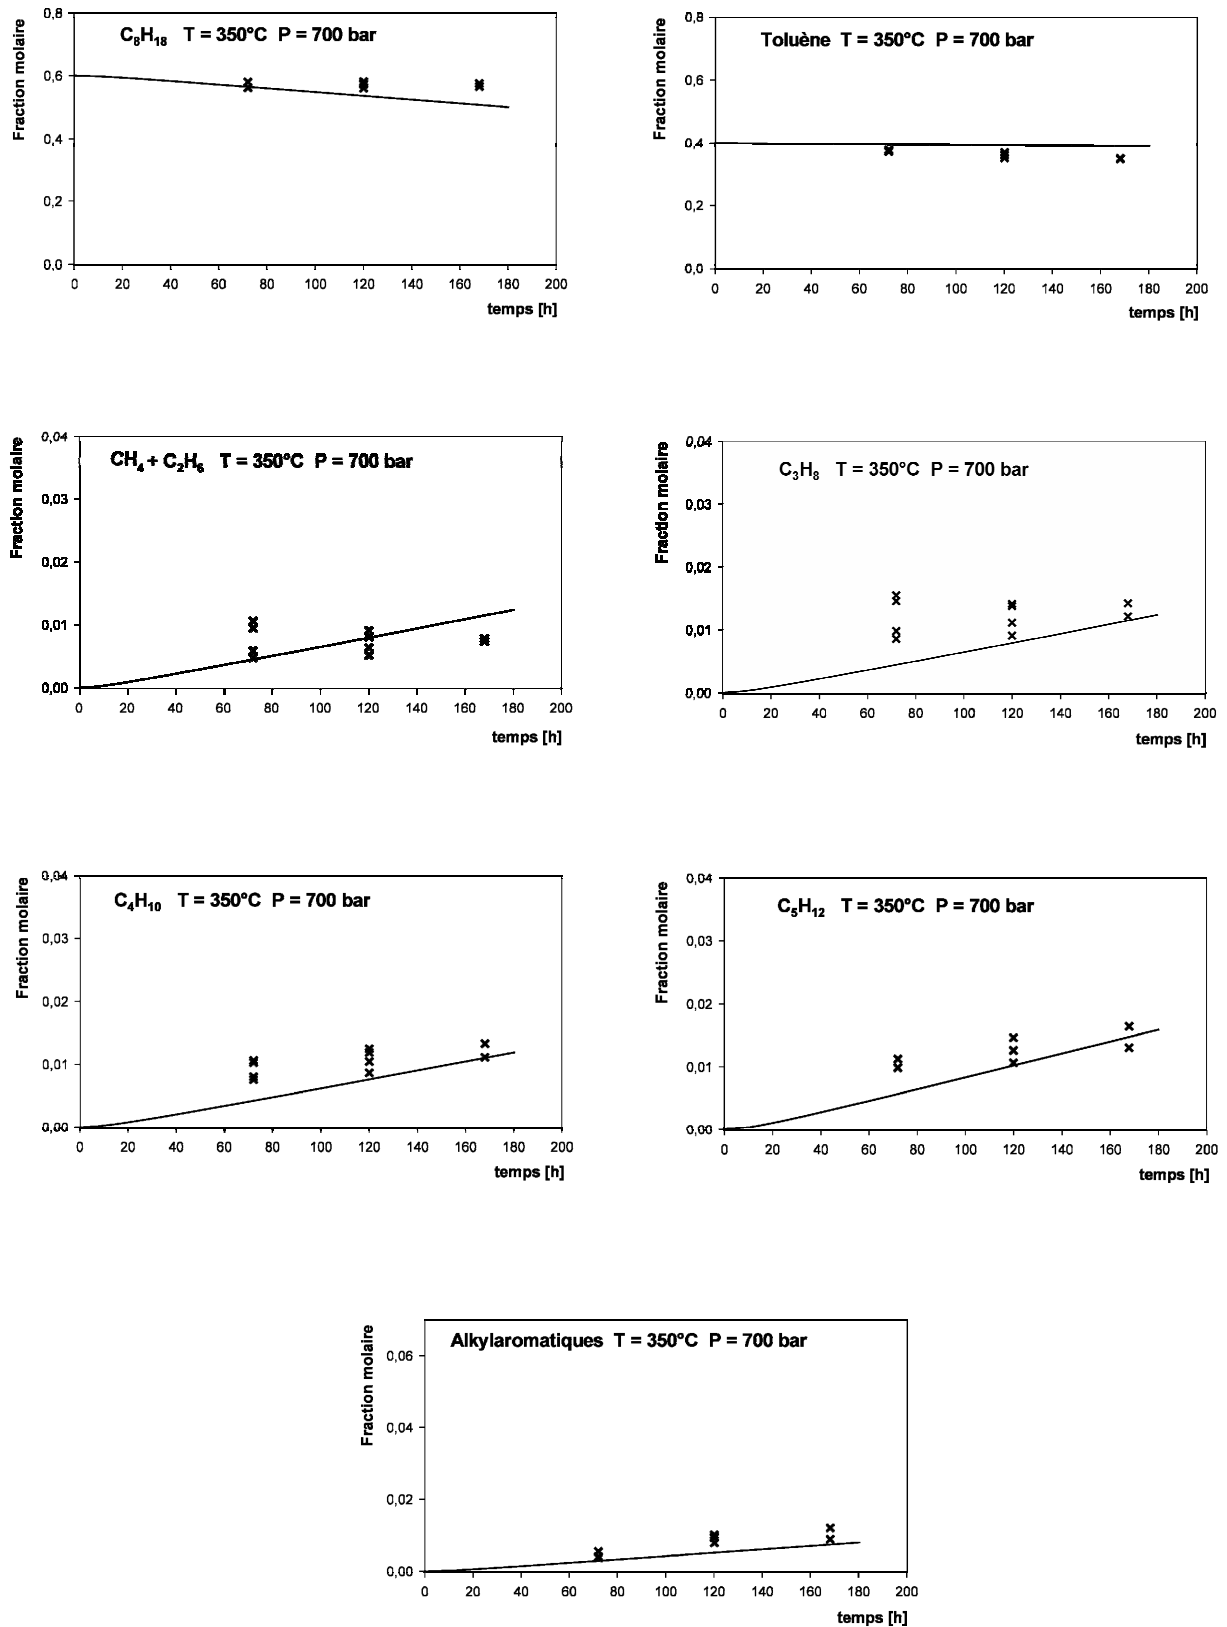 C8H18 T = 350°C P = 700 bar
Fraction molaire
0.8
0.6
0.4
0.2
0.0
0 20 40 60 80 100 120 140 160 180 200
temps [h]
Toluène T = 350°C P = 700 bar
Fraction molaire
0,8
0,6
0,4
0,2
0,0
0 20 40 60 80 100 120 140 160 180 200
temps [h]
CH4 + C2H6 T = 350°C P = 700 bar
Fraction molaire
0,04
0,03
0,02
0,01
0,00
0 20 40 60 80 100 120 140 160 180 200
temps [h]
C3H8 T = 350°C P = 700 bar
Fraction molaire
0,04
0,03
0,02
0,01
0,00
0 20 40 60 80 100 120 140 160 180 200
temps [h]
C4H10 T = 350°C P = 700 bar
Fraction molaire
0,04
0,03
0,02
0,01
0,00
0 20 40 60 80 100 120 140 160 180 200
temps [h]
C5H12 T = 350°C P = 700 bar
Fraction molaire
0,04
0,03
0,02
0,01
0,00
0 20 40 60 80 100 120 140 160 180 200
temps [h]
Alkylaromatiques T = 350°C P = 700 bar
Fraction molaire
0,06
0,04
0,02
0,00
0 20 40 60 80 100 120 140 160 180 200
temps [h]